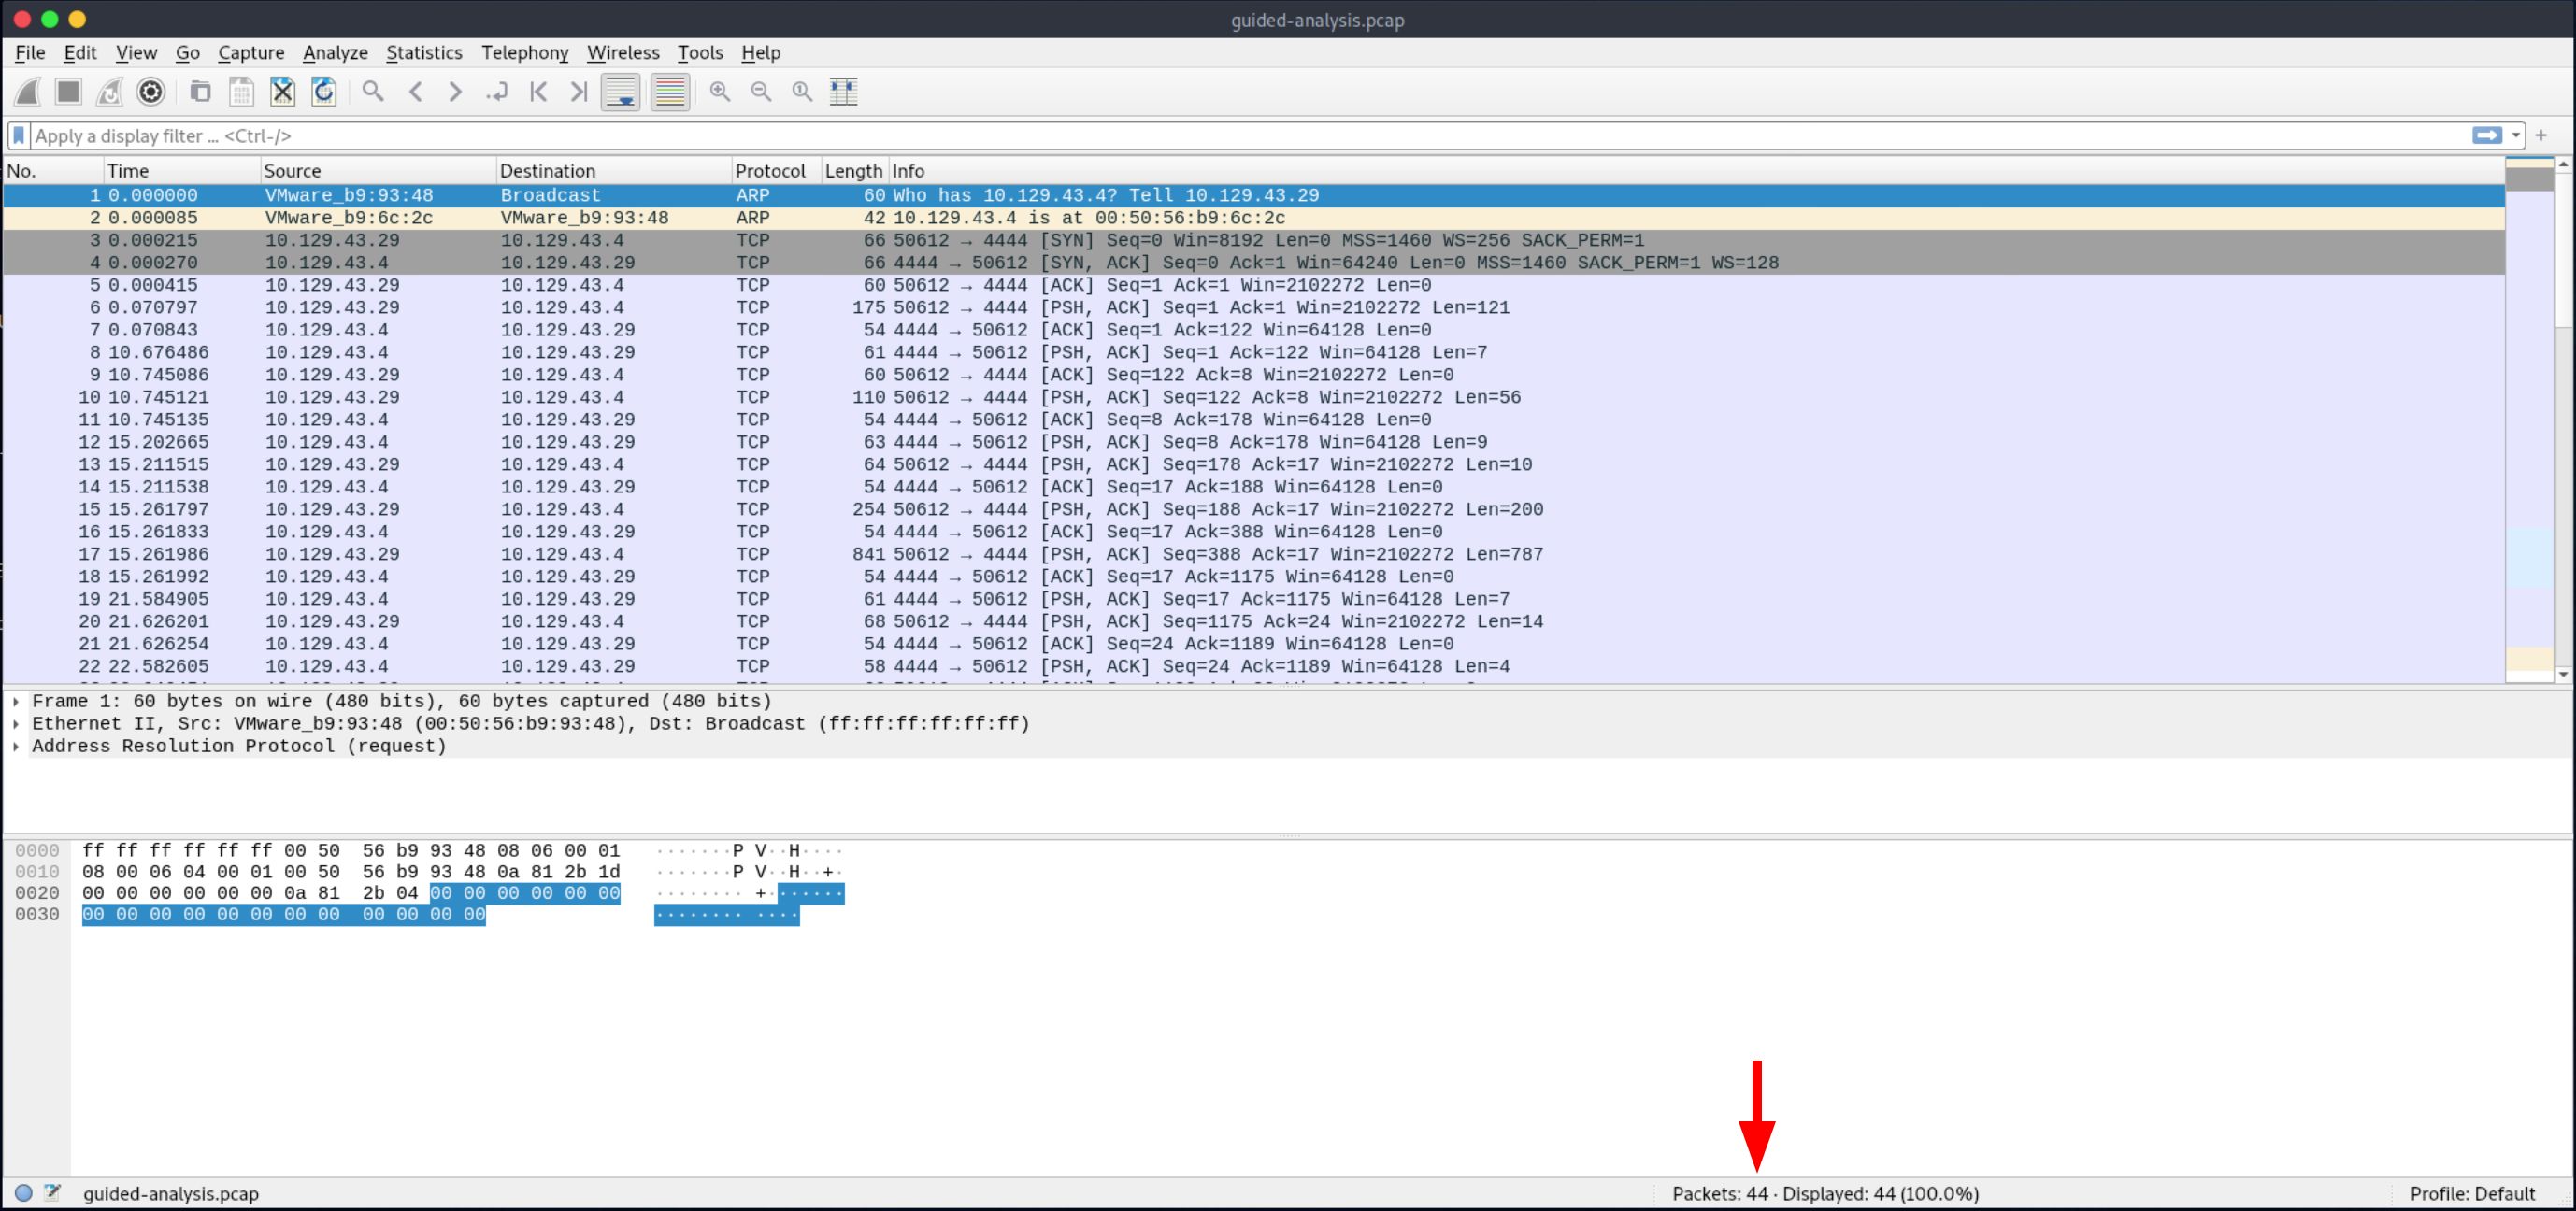 guided-analysis.pcap
File Edit View Go Capture Analyze Statistics Telephony Wireless Tools Help
Apply a display filter ... <Ctrl-/>
No. Time Source Destination Protocol Length Info
1 0.000000 VMware_b9:93:48 Broadcast ARP 60 Who has 10.129.43.4? Tell 10.129.43.29
2 0.000085 VMware_b9:6c:2c VMware_b9:93:48 ARP 42 10.129.43.4 is at 00:50:56:b9:6c:2c
3 0.000215 10.129.43.29 10.129.43.4 TCP 66 50612 → 4444 [SYN] Seq=0 Win=8192 Len=0 MSS=1460 WS=256 SACK_PERM=1
4 0.000270 10.129.43.4 10.129.43.29 TCP 66 4444 → 50612 [SYN, ACK] Seq=0 Ack=1 Win=64240 Len=0 MSS=1460 SACK_PERM=1 WS=128
5 0.000415 10.129.43.29 10.129.43.4 TCP 60 50612 → 4444 [ACK] Seq=1 Ack=1 Win=2102272 Len=0
6 0.070797 10.129.43.29 10.129.43.4 TCP 175 50612 → 4444 [PSH, ACK] Seq=1 Ack=1 Win=2102272 Len=121
7 0.070843 10.129.43.4 10.129.43.29 TCP 54 4444 → 50612 [ACK] Seq=1 Ack=122 Win=64128 Len=0
8 10.676486 10.129.43.4 10.129.43.29 TCP 61 4444 → 50612 [PSH, ACK] Seq=1 Ack=122 Win=64128 Len=7
9 10.745086 10.129.43.29 10.129.43.4 TCP 60 50612 → 4444 [ACK] Seq=122 Ack=8 Win=2102272 Len=0
10 10.745121 10.129.43.29 10.129.43.4 TCP 110 50612 → 4444 [PSH, ACK] Seq=122 Ack=8 Win=2102272 Len=56
11 10.745135 10.129.43.4 10.129.43.29 TCP 54 4444 → 50612 [ACK] Seq=8 Ack=178 Win=64128 Len=0
12 15.202665 10.129.43.4 10.129.43.29 TCP 63 4444 → 50612 [PSH, ACK] Seq=8 Ack=178 Win=64128 Len=9
13 15.211515 10.129.43.29 10.129.43.4 TCP 64 50612 → 4444 [PSH, ACK] Seq=178 Ack=17 Win=2102272 Len=10
14 15.211538 10.129.43.4 10.129.43.29 TCP 54 4444 → 50612 [ACK] Seq=17 Ack=188 Win=64128 Len=0
15 15.261797 10.129.43.29 10.129.43.4 TCP 254 50612 → 4444 [PSH, ACK] Seq=188 Ack=17 Win=2102272 Len=200
16 15.261833 10.129.43.4 10.129.43.29 TCP 54 4444 → 50612 [ACK] Seq=17 Ack=388 Win=64128 Len=0
17 15.261986 10.129.43.29 10.129.43.4 TCP 841 50612 → 4444 [PSH, ACK] Seq=388 Ack=17 Win=2102272 Len=787
18 15.261992 10.129.43.4 10.129.43.29 TCP 54 4444 → 50612 [ACK] Seq=17 Ack=1175 Win=64128 Len=0
19 21.584905 10.129.43.4 10.129.43.29 TCP 61 4444 → 50612 [PSH, ACK] Seq=17 Ack=1175 Win=64128 Len=7
20 21.626201 10.129.43.29 10.129.43.4 TCP 68 50612 → 4444 [PSH, ACK] Seq=1175 Ack=24 Win=2102272 Len=14
21 21.626254 10.129.43.4 10.129.43.29 TCP 54 4444 → 50612 [ACK] Seq=24 Ack=1189 Win=64128 Len=0
22 22.582605 10.129.43.4 10.129.43.29 TCP 58 4444 → 50612 [PSH, ACK] Seq=24 Ack=1189 Win=64128 Len=4
Frame 1: 60 bytes on wire (480 bits), 60 bytes captured (480 bits)
Ethernet II, Src: VMware_b9:93:48 (00:50:56:b9:93:48), Dst: Broadcast (ff:ff:ff:ff:ff:ff)
Address Resolution Protocol (request)
0000 ff ff ff ff ff ff 00 50 56 b9 93 48 08 06 00 01 ·······P V··H····
0010 08 00 06 04 00 01 00 50 56 b9 93 48 0a 81 2b 1d ·······P V··H··+·
0020 00 00 00 00 00 00 0a 81 2b 04 00 00 00 00 00 00 ········ +·······
0030 00 00 00 00 00 00 00 00 00 00 00 00 ········ ····
guided-analysis.pcap Packets: 44 · Displayed: 44 (100.0%) Profile: Default